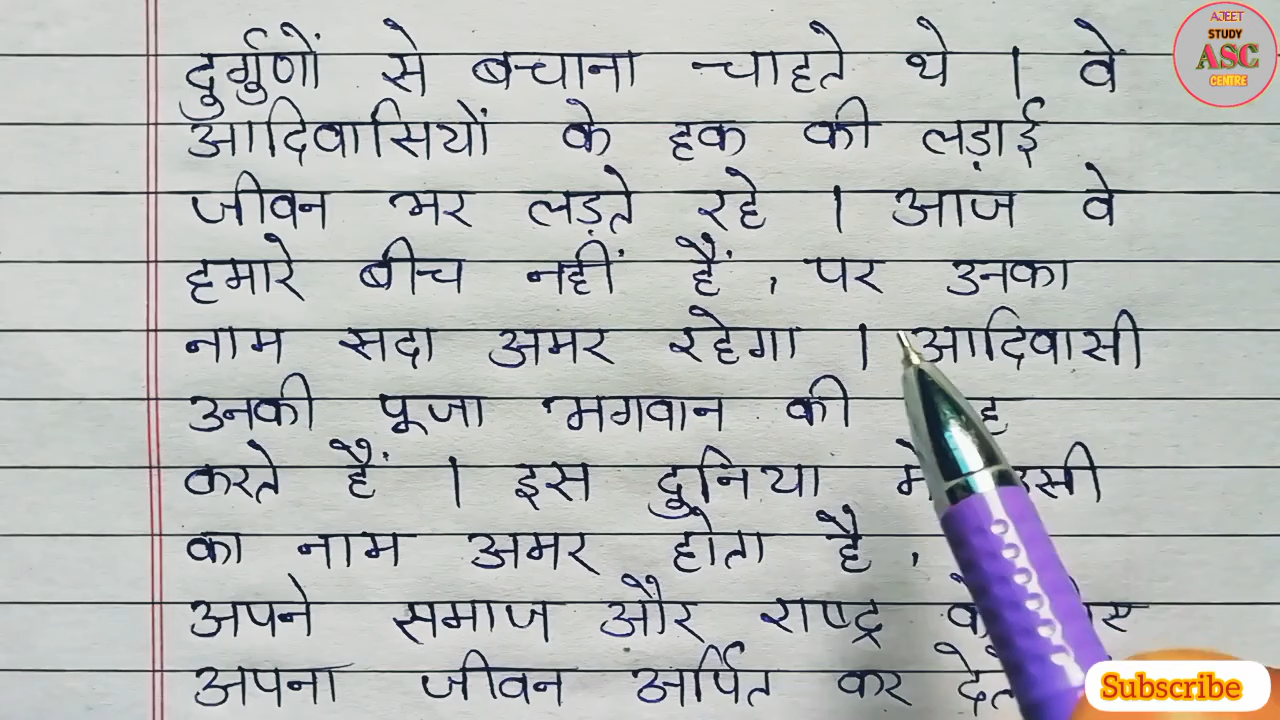 AJEET
STUDY
ASC
CENTRE
दुर्गुणों से बचाना चाहते थे । वे
आदिवासियों के हक की लड़ाई
जीवन भर लड़ते रहे । आज वे
हमारे बीच नहीं हैं, पर उनका
नाम सदा अमर रहेगा । आदिवासी
उनकी पूजा भगवान की
करते हैं । इस दुनिया
का नाम अमर होता है,
अपने समाज और राष्ट्र
अपना जीवन अर्पित कर
Subscribe